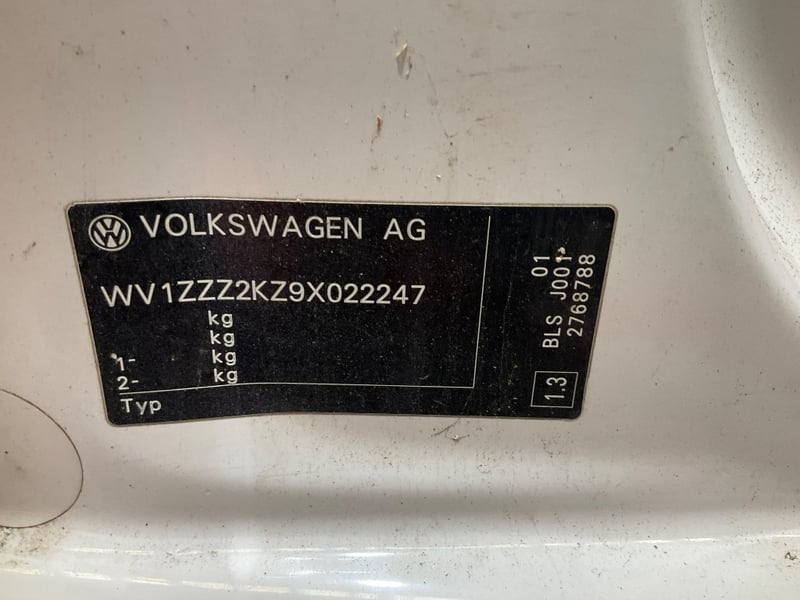 VOLKSWAGEN AG
WV1ZZZ2KZ9X022247
kg
kg
1- kg
2- kg
Typ
01
BLS J001*
2768788
1.3